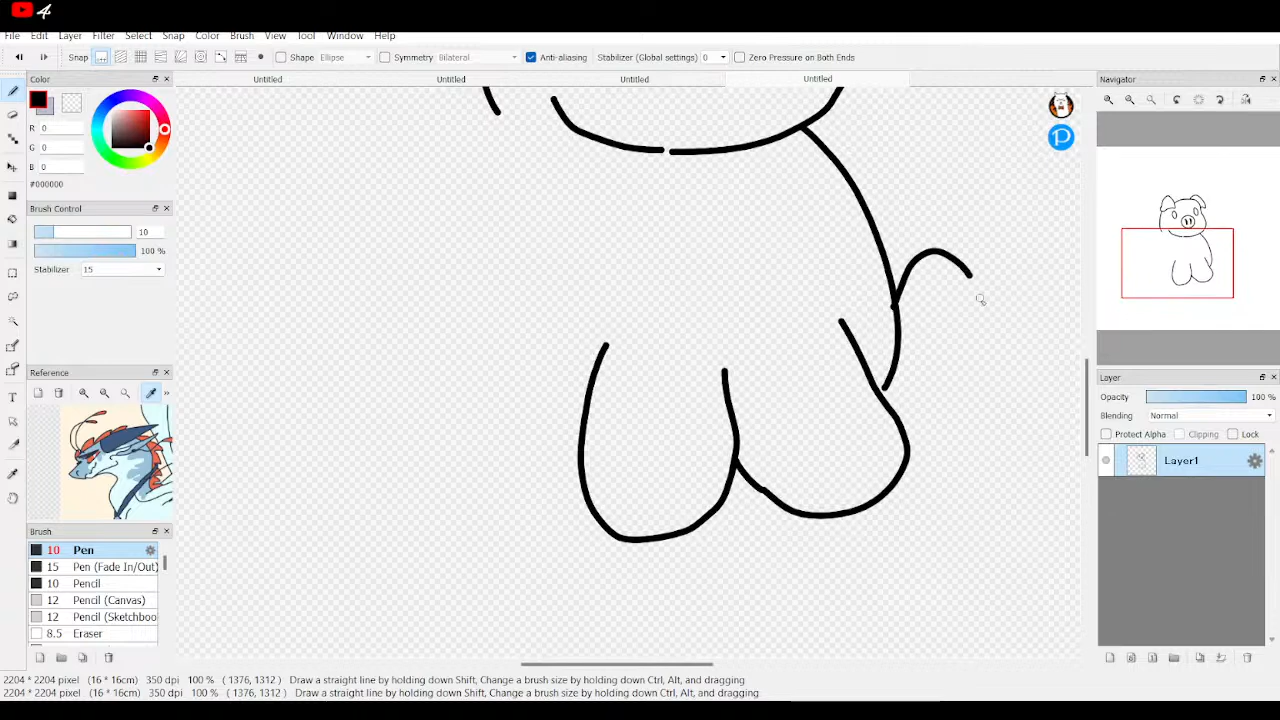 4
File Edit Layer Filter Select Snap Color Brush View Tool Window Help
Snap Shape Ellipse Symmetry Bilateral Anti-aliasing Stabilizer (Global settings) 0 Zero Pressure on Both Ends
Color
Untitled Untitled Untitled Untitled
Navigator
R 0
G 0
B 0
#000000
Brush Control
10
100 %
Stabilizer 15
Reference
»
Layer
Opacity 100 %
Blending Normal
Protect Alpha Clipping Lock
Layer1
Brush
10 Pen
15 Pen (Fade In/Out)
10 Pencil
12 Pencil (Canvas)
12 Pencil (Sketchboo
8.5 Eraser
2204 * 2204 pixel (16 * 16cm) 350 dpi 100 % ( 1376, 1312 ) Draw a straight line by holding down Shift, Change a brush size by holding down Ctrl, Alt, and dragging
2204 * 2204 pixel (16 * 16cm) 350 dpi 100 % ( 1376, 1312 ) Draw a straight line by holding down Shift, Change a brush size by holding down Ctrl, Alt, and dragging